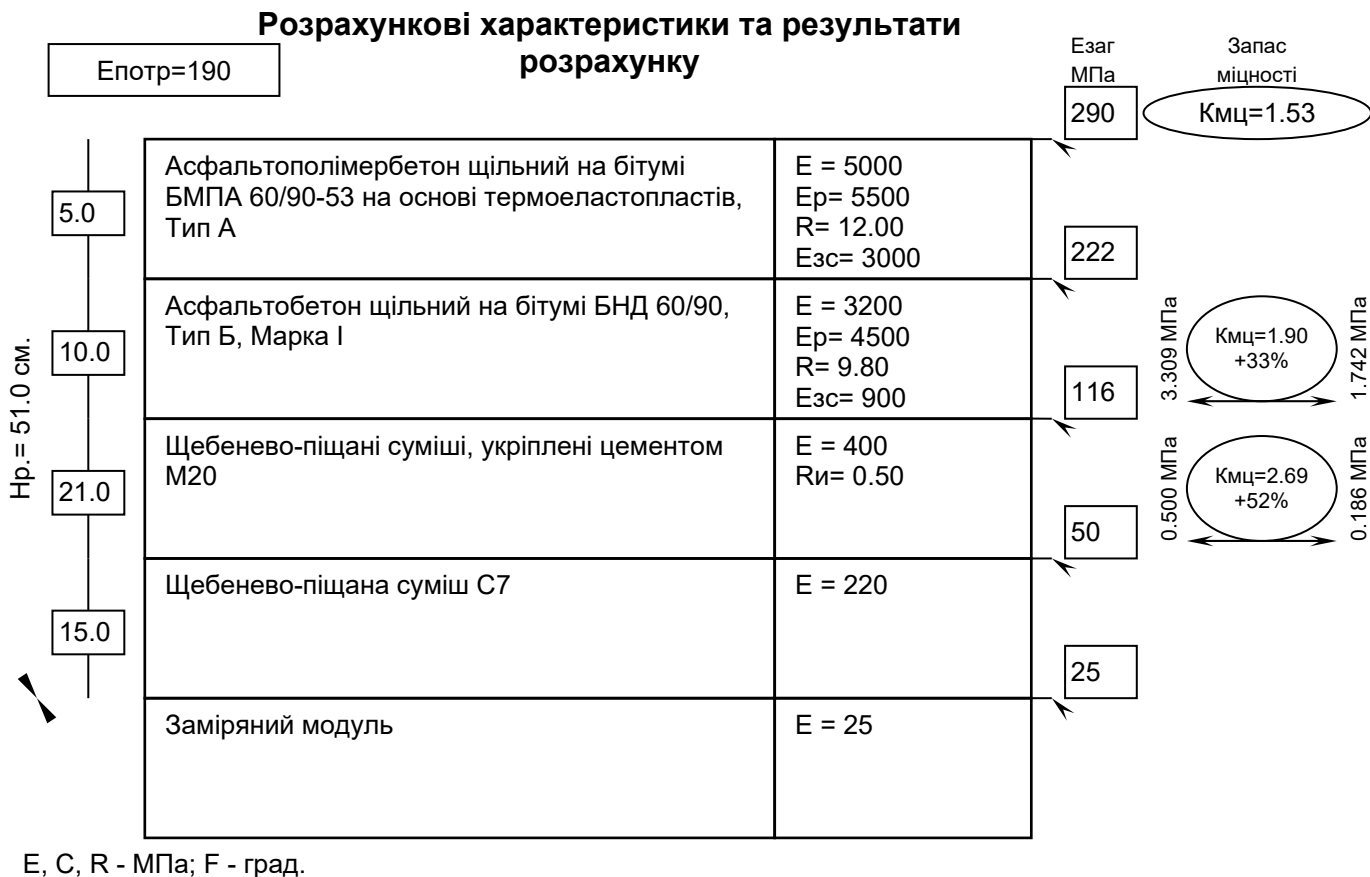 Розрахункові характеристики та результати
розрахунку
Епотр=190
Езаг
МПа
Запас
міцності
290
Кмц=1.53
Нр.= 51.0 см.
5.0
Асфальтополімербетон щільний на бітумі
БМПА 60/90-53 на основі термоеластопластів,
Тип А
Е = 5000
Ер= 5500
R= 12.00
Езс= 3000
222
10.0
Асфальтобетон щільний на бітумі БНД 60/90,
Тип Б, Марка І
Е = 3200
Ер= 4500
R= 9.80
Езс= 900
116
3.309 МПа
Кмц=1.90
+33%
1.742 МПа
21.0
Щебенево-піщані суміші, укріплені цементом
М20
Е = 400
Rи= 0.50
50
0.500 МПа
Кмц=2.69
+52%
0.186 МПа
15.0
Щебенево-піщана суміш С7
Е = 220
25
Заміряний модуль
Е = 25
Е, С, R - МПа; F - град.